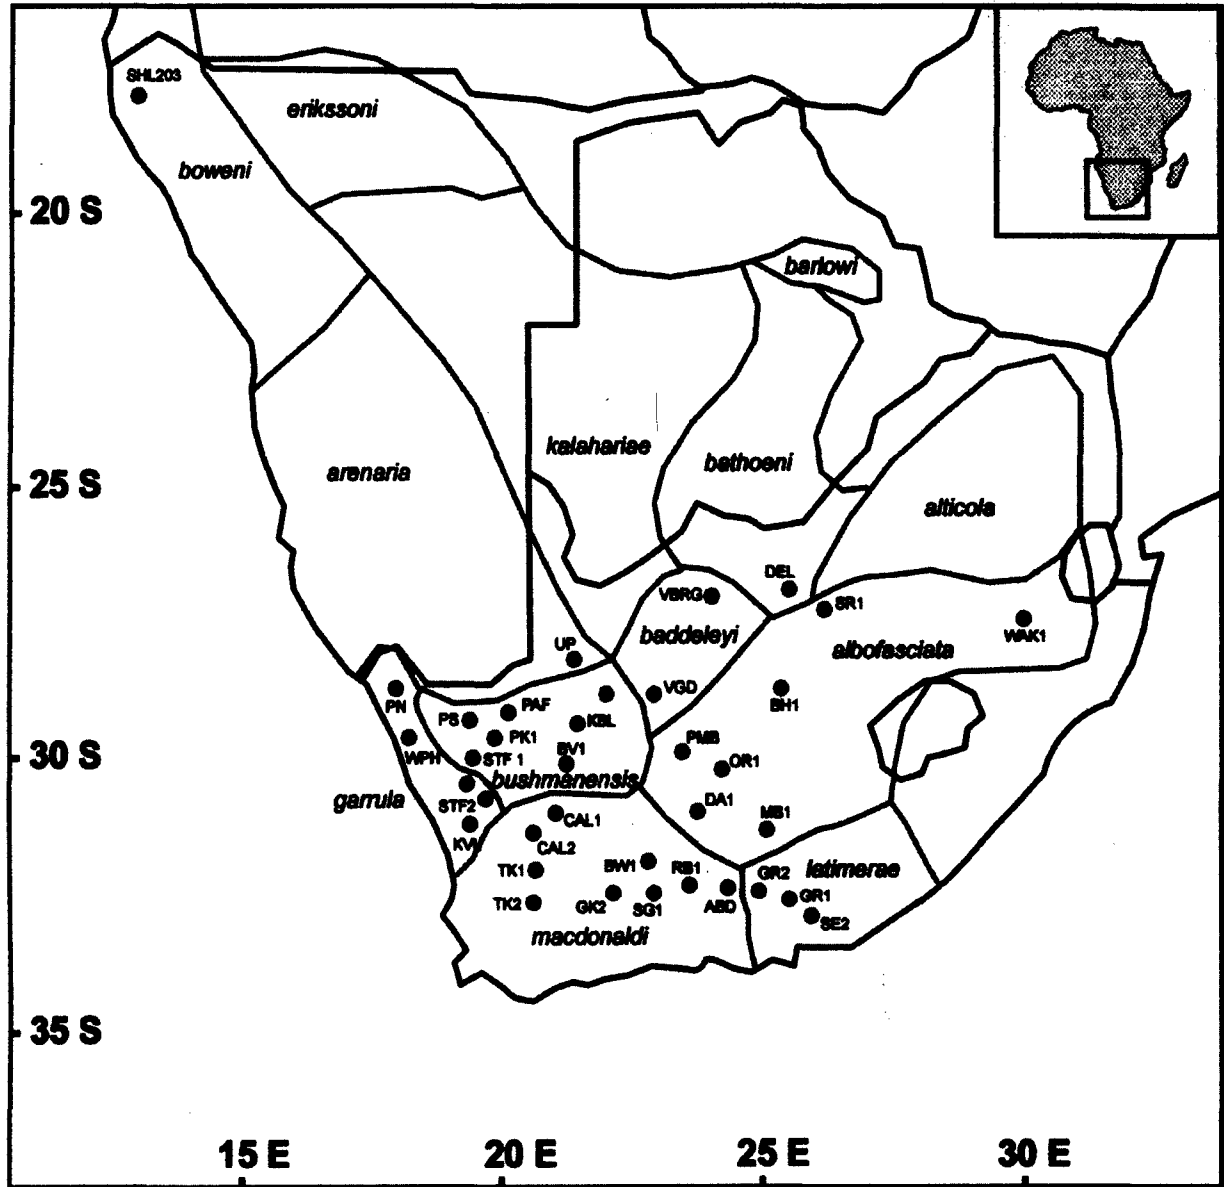 SHL203
erikssoni
boweni
20 S
barlowi
kalahariae
bathoeni
arenaria
25 S
alticola
DEL
VBRG
SR1
baddeleyi
WAK1
albofasciata
UP
VGD
BH1
PN
PS
PAF
KBL
PK1
PMB
WPH
BV1
OR1
30 S
STF 1
bushmanensis
garrula
STF2
DA1
MB1
CAL1
KVL
CAL2
TK1
BW1
RB1
GR2
latimerae
TK2
GK2
SG1
ABD
GR1
SE2
macdonaldi
35 S
15 E
20 E
25 E
30 E